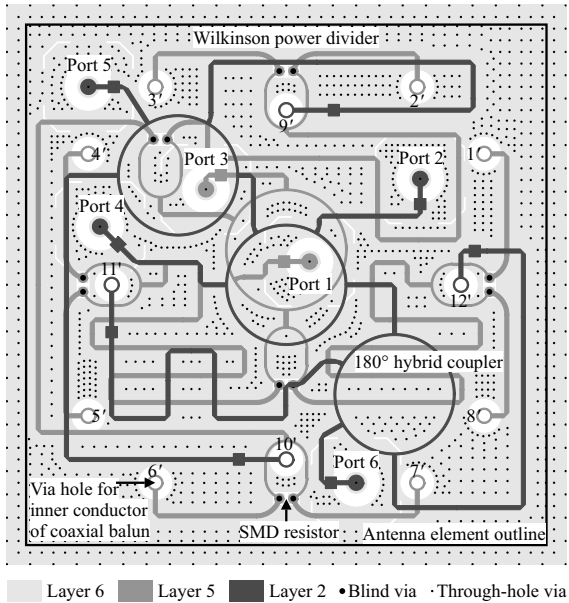 Wilkinson power divider
Port 5
3′
2′
9′
4′
Port 3
Port 2
1′
Port 4
11′
Port 1
12′
180° hybrid coupler
5′
8′
10′
6′
Port 6
7′
Via hole for
inner conductor
of coaxial balun
SMD resistor
Antenna element outline
Layer 6
Layer 5
Layer 2
Blind via
Through-hole via